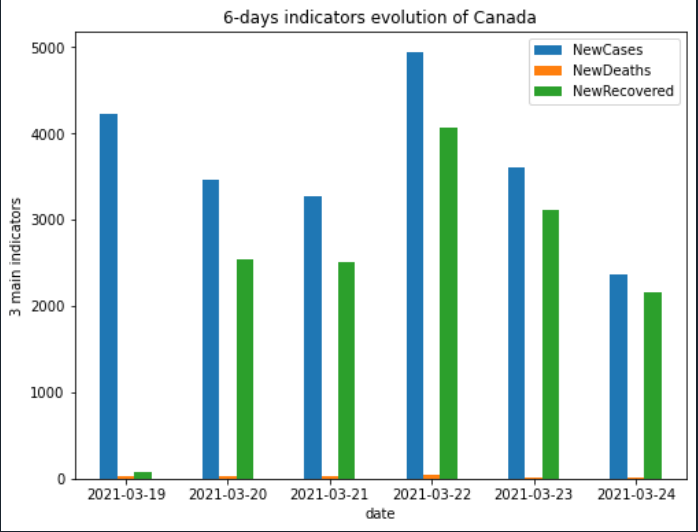 6-days indicators evolution of Canada
NewCases
NewDeaths
NewRecovered
3 main indicators
5000
4000
3000
2000
1000
0
2021-03-19 2021-03-20 2021-03-21 2021-03-22 2021-03-23 2021-03-24
date